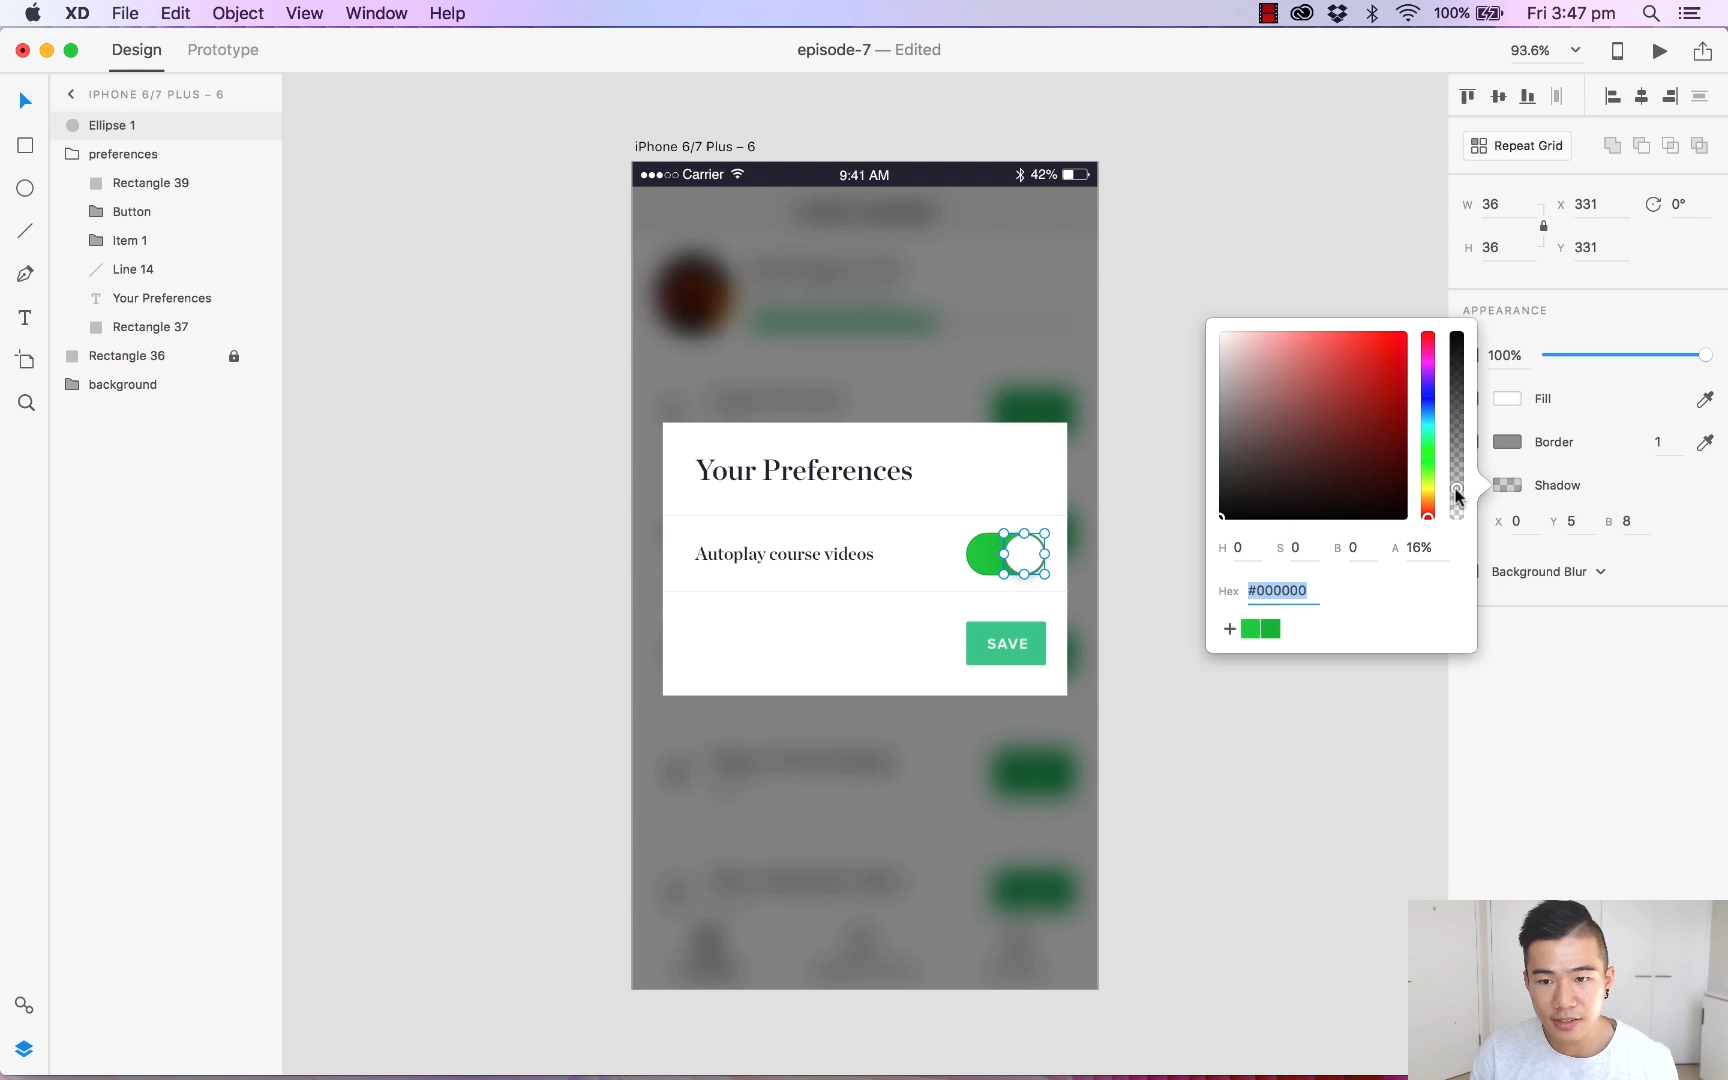 XD File Edit Object View Window Help
100% Fri 3:47 pm
Design Prototype
episode-7 — Edited
93.6%
IPHONE 6/7 PLUS – 6
Ellipse 1
preferences
Rectangle 39
Button
Item 1
Line 14
T Your Preferences
Rectangle 37
Rectangle 36
background
T
iPhone 6/7 Plus – 6
Carrier 9:41 AM 42%
Your Preferences
Autoplay course videos
SAVE
Repeat Grid
W 36 X 331 0°
H 36 Y 331
APPEARANCE
100%
Fill
Border 1
Shadow
X 0 Y 5 B 8
Background Blur
H 0 S 0 B 0 A 16%
Hex #000000